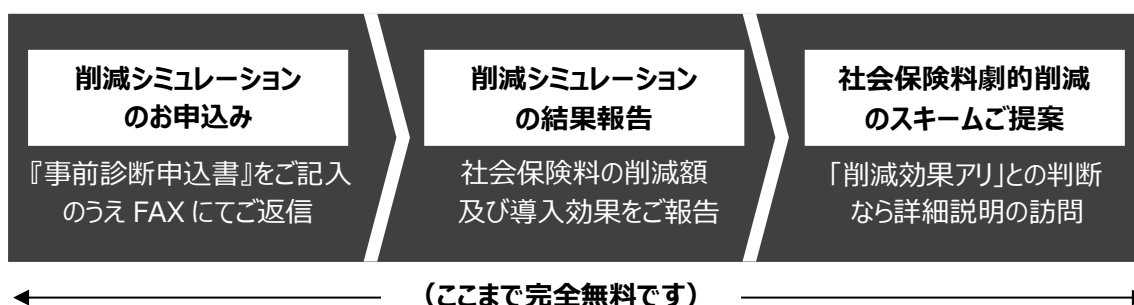 削減シミュレーション
のお申込み
『事前診断申込書』をご記入
のうえ FAX にてご返信
削減シミュレーション
の結果報告
社会保険料の削減額
及び導入効果をご報告
社会保険料劇的削減
のスキームご提案
「削減効果アリ」との判断
なら詳細説明の訪問
（ここまで完全無料です）